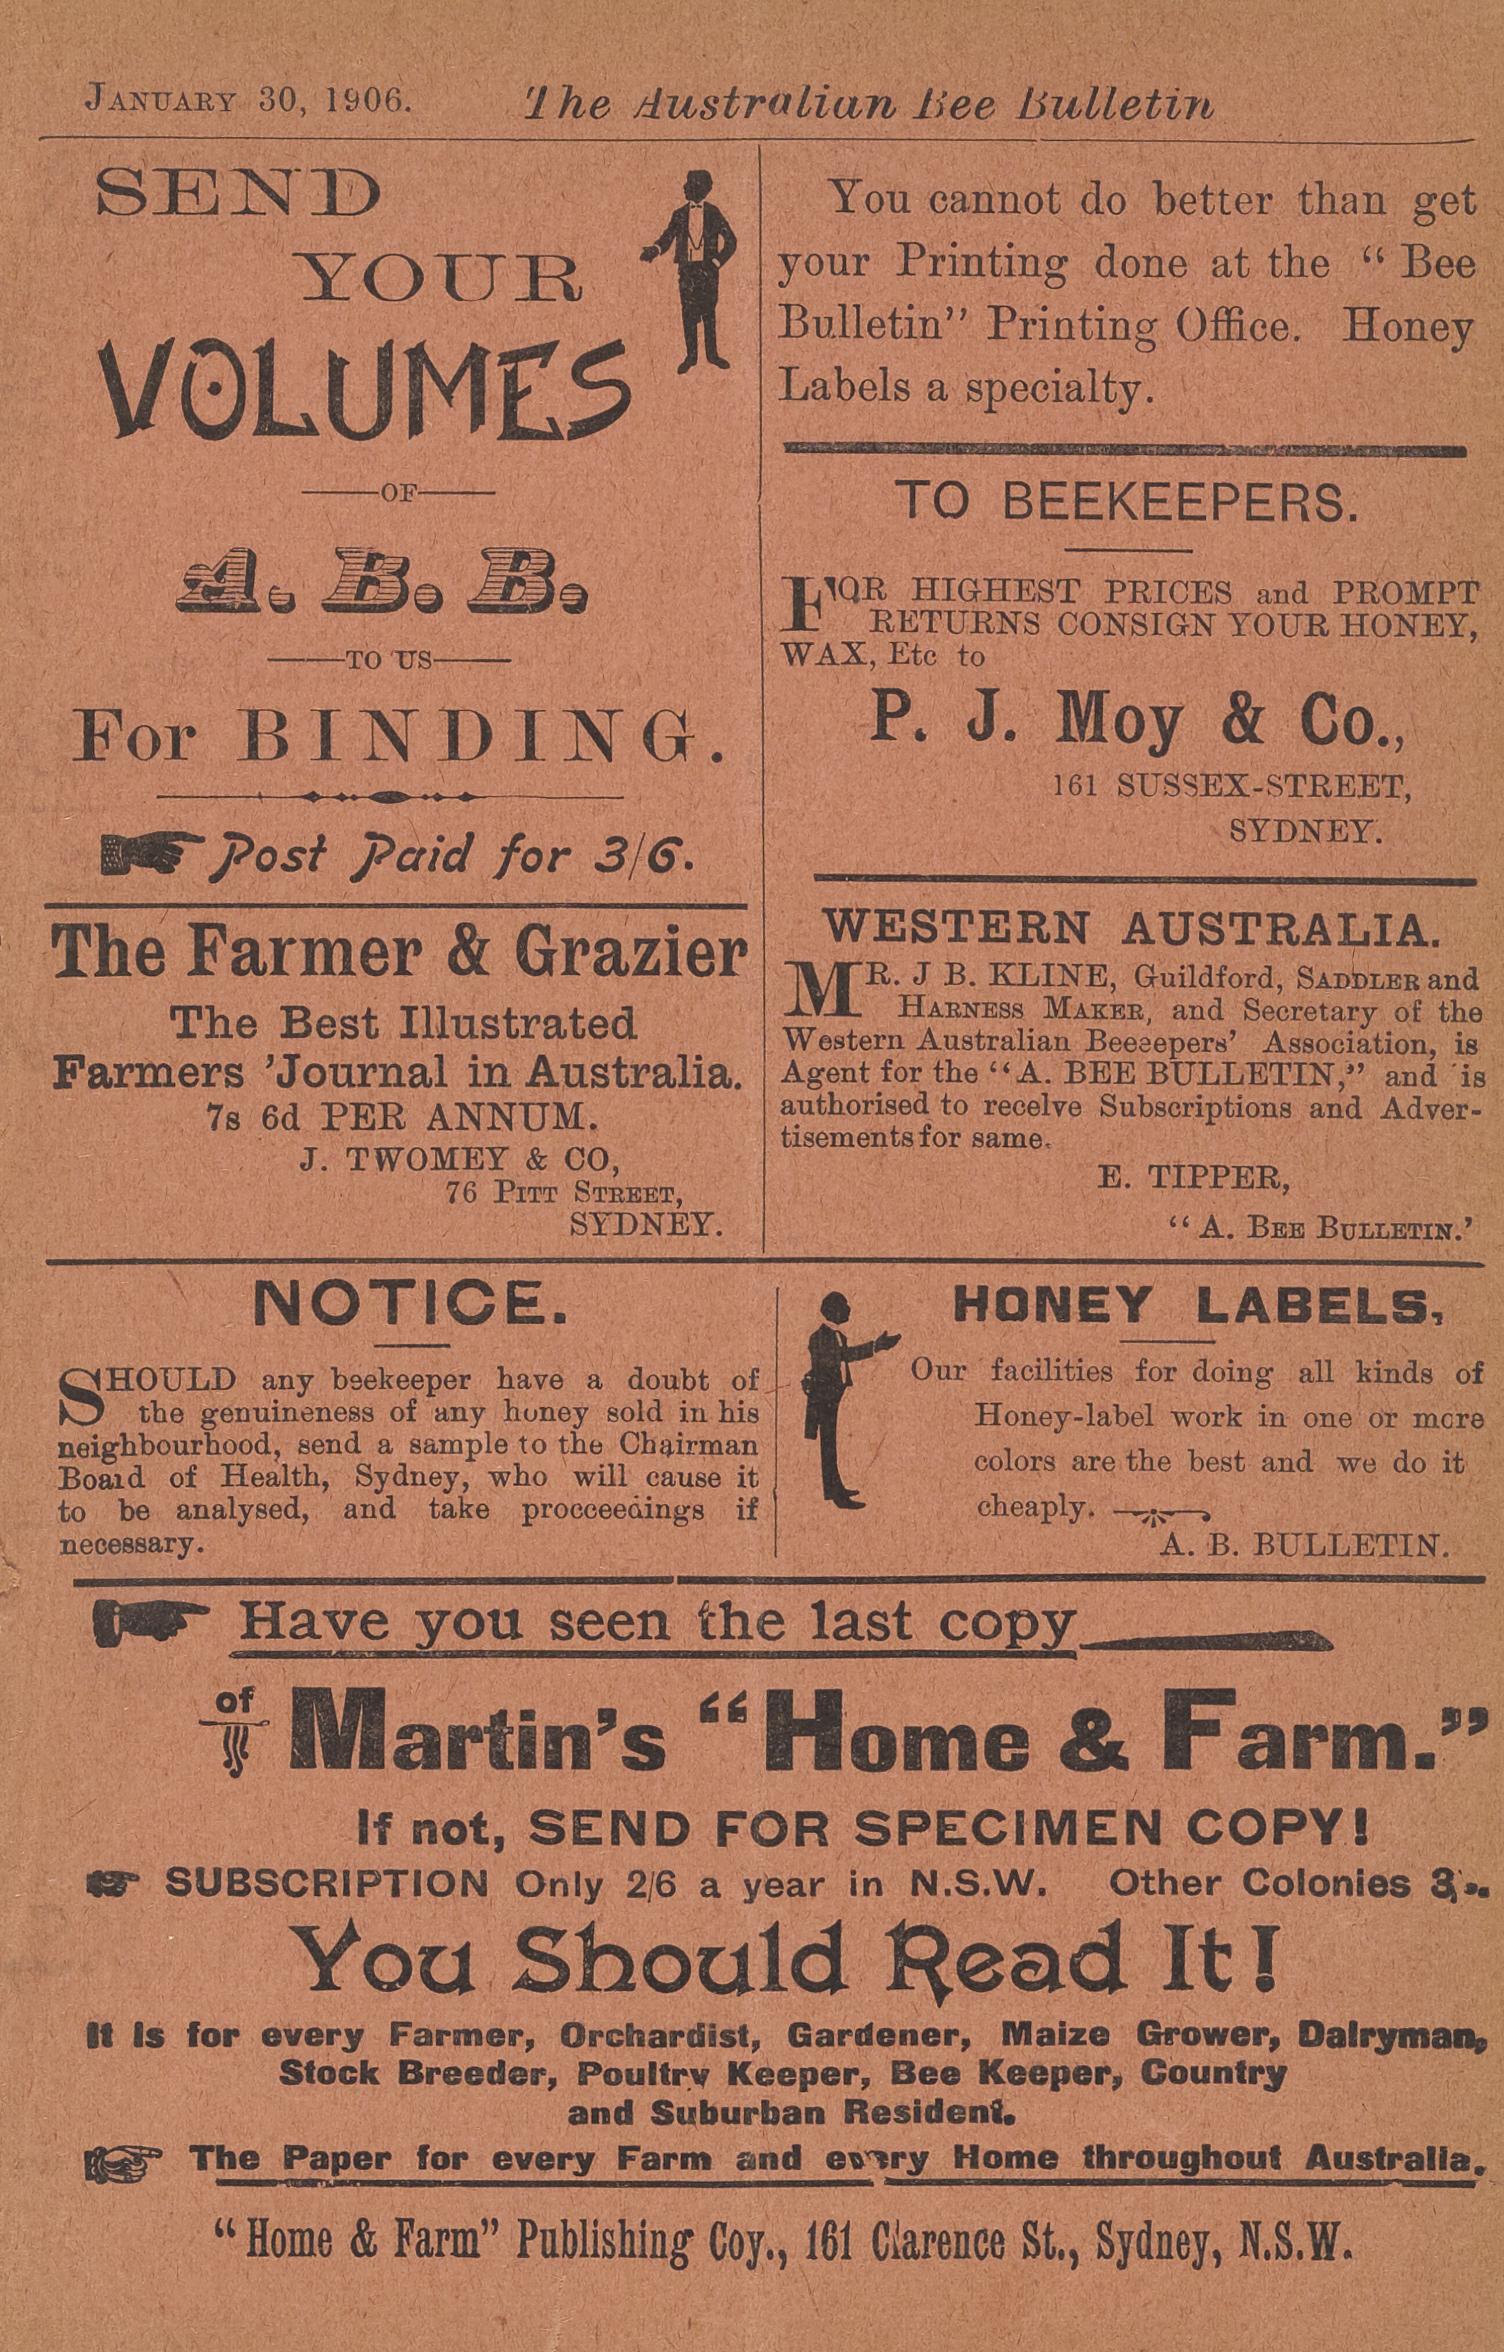 JANUARY 30, 1906. The Australian Bee Bulletin
SEND
YOUR
VOLUMES
OF
A. B. B.
TO US
For BINDING.
Post Paid for 3/6.
The Farmer & Grazier
The Best Illustrated
Farmers 'Journal in Australia.
7s 6d PER ANNUM.
J. TWOMEY & CO,
76 PITT STREET,
SYDNEY.
You cannot do better than get
your Printing done at the “ Bee
Bulletin” Printing Office. Honey
Labels a specialty.
TO BEEKEEPERS.
FOR HIGHEST PRICES and PROMPT
RETURNS CONSIGN YOUR HONEY,
WAX, Etc to
P. J. Moy & Co.,
161 SUSSEX-STREET,
SYDNEY.
WESTERN AUSTRALIA.
MR. J B. KLINE, Guildford, SADDLER and
HARNESS MAKER, and Secretary of the
Western Australian Beeeepers’ Association, is
Agent for the “A. BEE BULLETIN,” and is
authorised to receive Subscriptions and Adver-
tisements for same.
E. TIPPER,
“ A. BEE BULLETIN.’
NOTICE.
SHOULD any beekeeper have a doubt of
the genuineness of any honey sold in his
neighbourhood, send a sample to the Chairman
Board of Health, Sydney, who will cause it
to be analysed, and take procceedings if
necessary.
HONEY LABELS,
Our facilities for doing all kinds of
Honey-label work in one or more
colors are the best and we do it
cheaply.
A. B. BULLETIN.
Have you seen the last copy
of Martin’s “Home & Farm.”
If not, SEND FOR SPECIMEN COPY!
SUBSCRIPTION Only 2/6 a year in N.S.W. Other Colonies 3
You Should Read It!
It is for every Farmer, Orchardist, Gardener, Maize Grower, Dairyman,
Stock Breeder, Poultry Keeper, Bee Keeper, Country
and Suburban Resident.
The Paper for every Farm and every Home throughout Australia.
“Home & Farm” Publishing Coy., 161 Clarence St., Sydney, N.S.W.